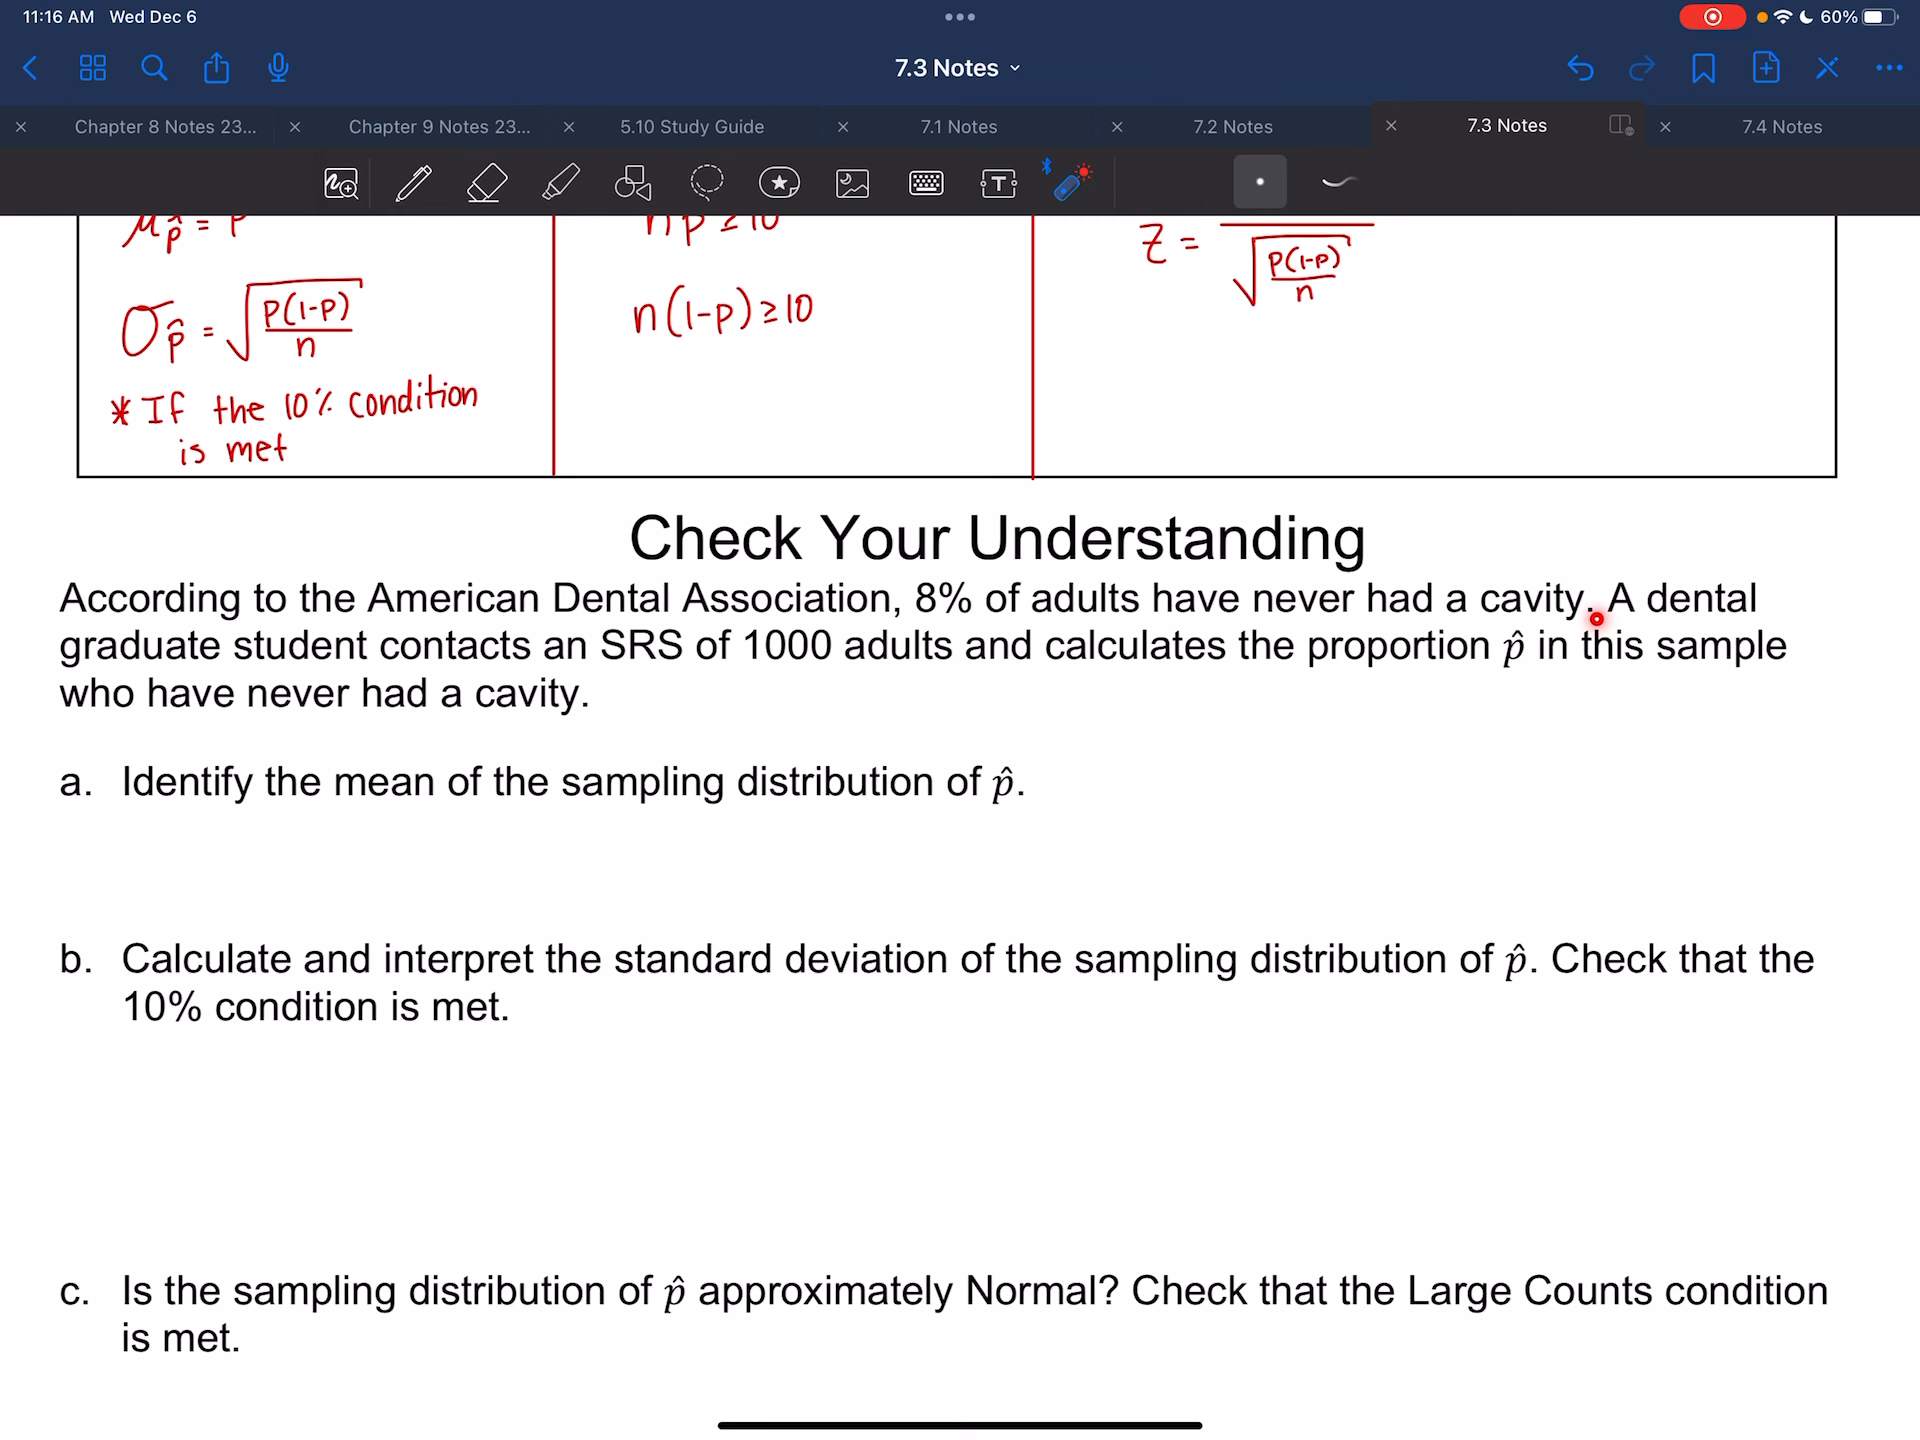 11:16 AM Wed Dec 6
60%
7.3 Notes
Chapter 8 Notes 23...
Chapter 9 Notes 23...
5.10 Study Guide
7.1 Notes
7.2 Notes
7.3 Notes
7.4 Notes
μp̂ = p
σp̂ = √(p(1-p)/n)
* If the 10% condition
is met
np ≥ 10
n(1-p) ≥ 10
z =
√(p(1-p)/n)
Check Your Understanding
According to the American Dental Association, 8% of adults have never had a cavity. A dental
graduate student contacts an SRS of 1000 adults and calculates the proportion p̂ in this sample
who have never had a cavity.
a. Identify the mean of the sampling distribution of p̂.
b. Calculate and interpret the standard deviation of the sampling distribution of p̂. Check that the
10% condition is met.
c. Is the sampling distribution of p̂ approximately Normal? Check that the Large Counts condition
is met.